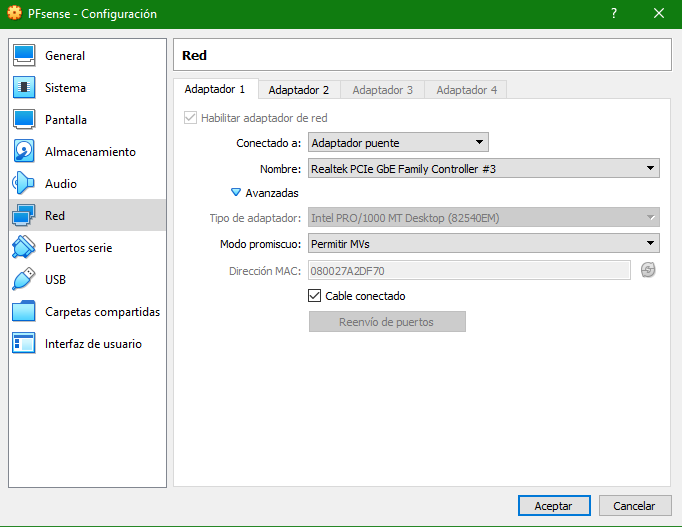 PFsense - Configuración
?
General
Sistema
Pantalla
Almacenamiento
Audio
Red
Puertos serie
USB
Carpetas compartidas
Interfaz de usuario
Red
Adaptador 1 Adaptador 2 Adaptador 3 Adaptador 4
Habilitar adaptador de red
Conectado a: Adaptador puente
Nombre: Realtek PCIe GbE Family Controller #3
Avanzadas
Tipo de adaptador: Intel PRO/1000 MT Desktop (82540EM)
Modo promiscuo: Permitir MVs
Dirección MAC: 080027A2DF70
Cable conectado
Reenvío de puertos
Aceptar Cancelar